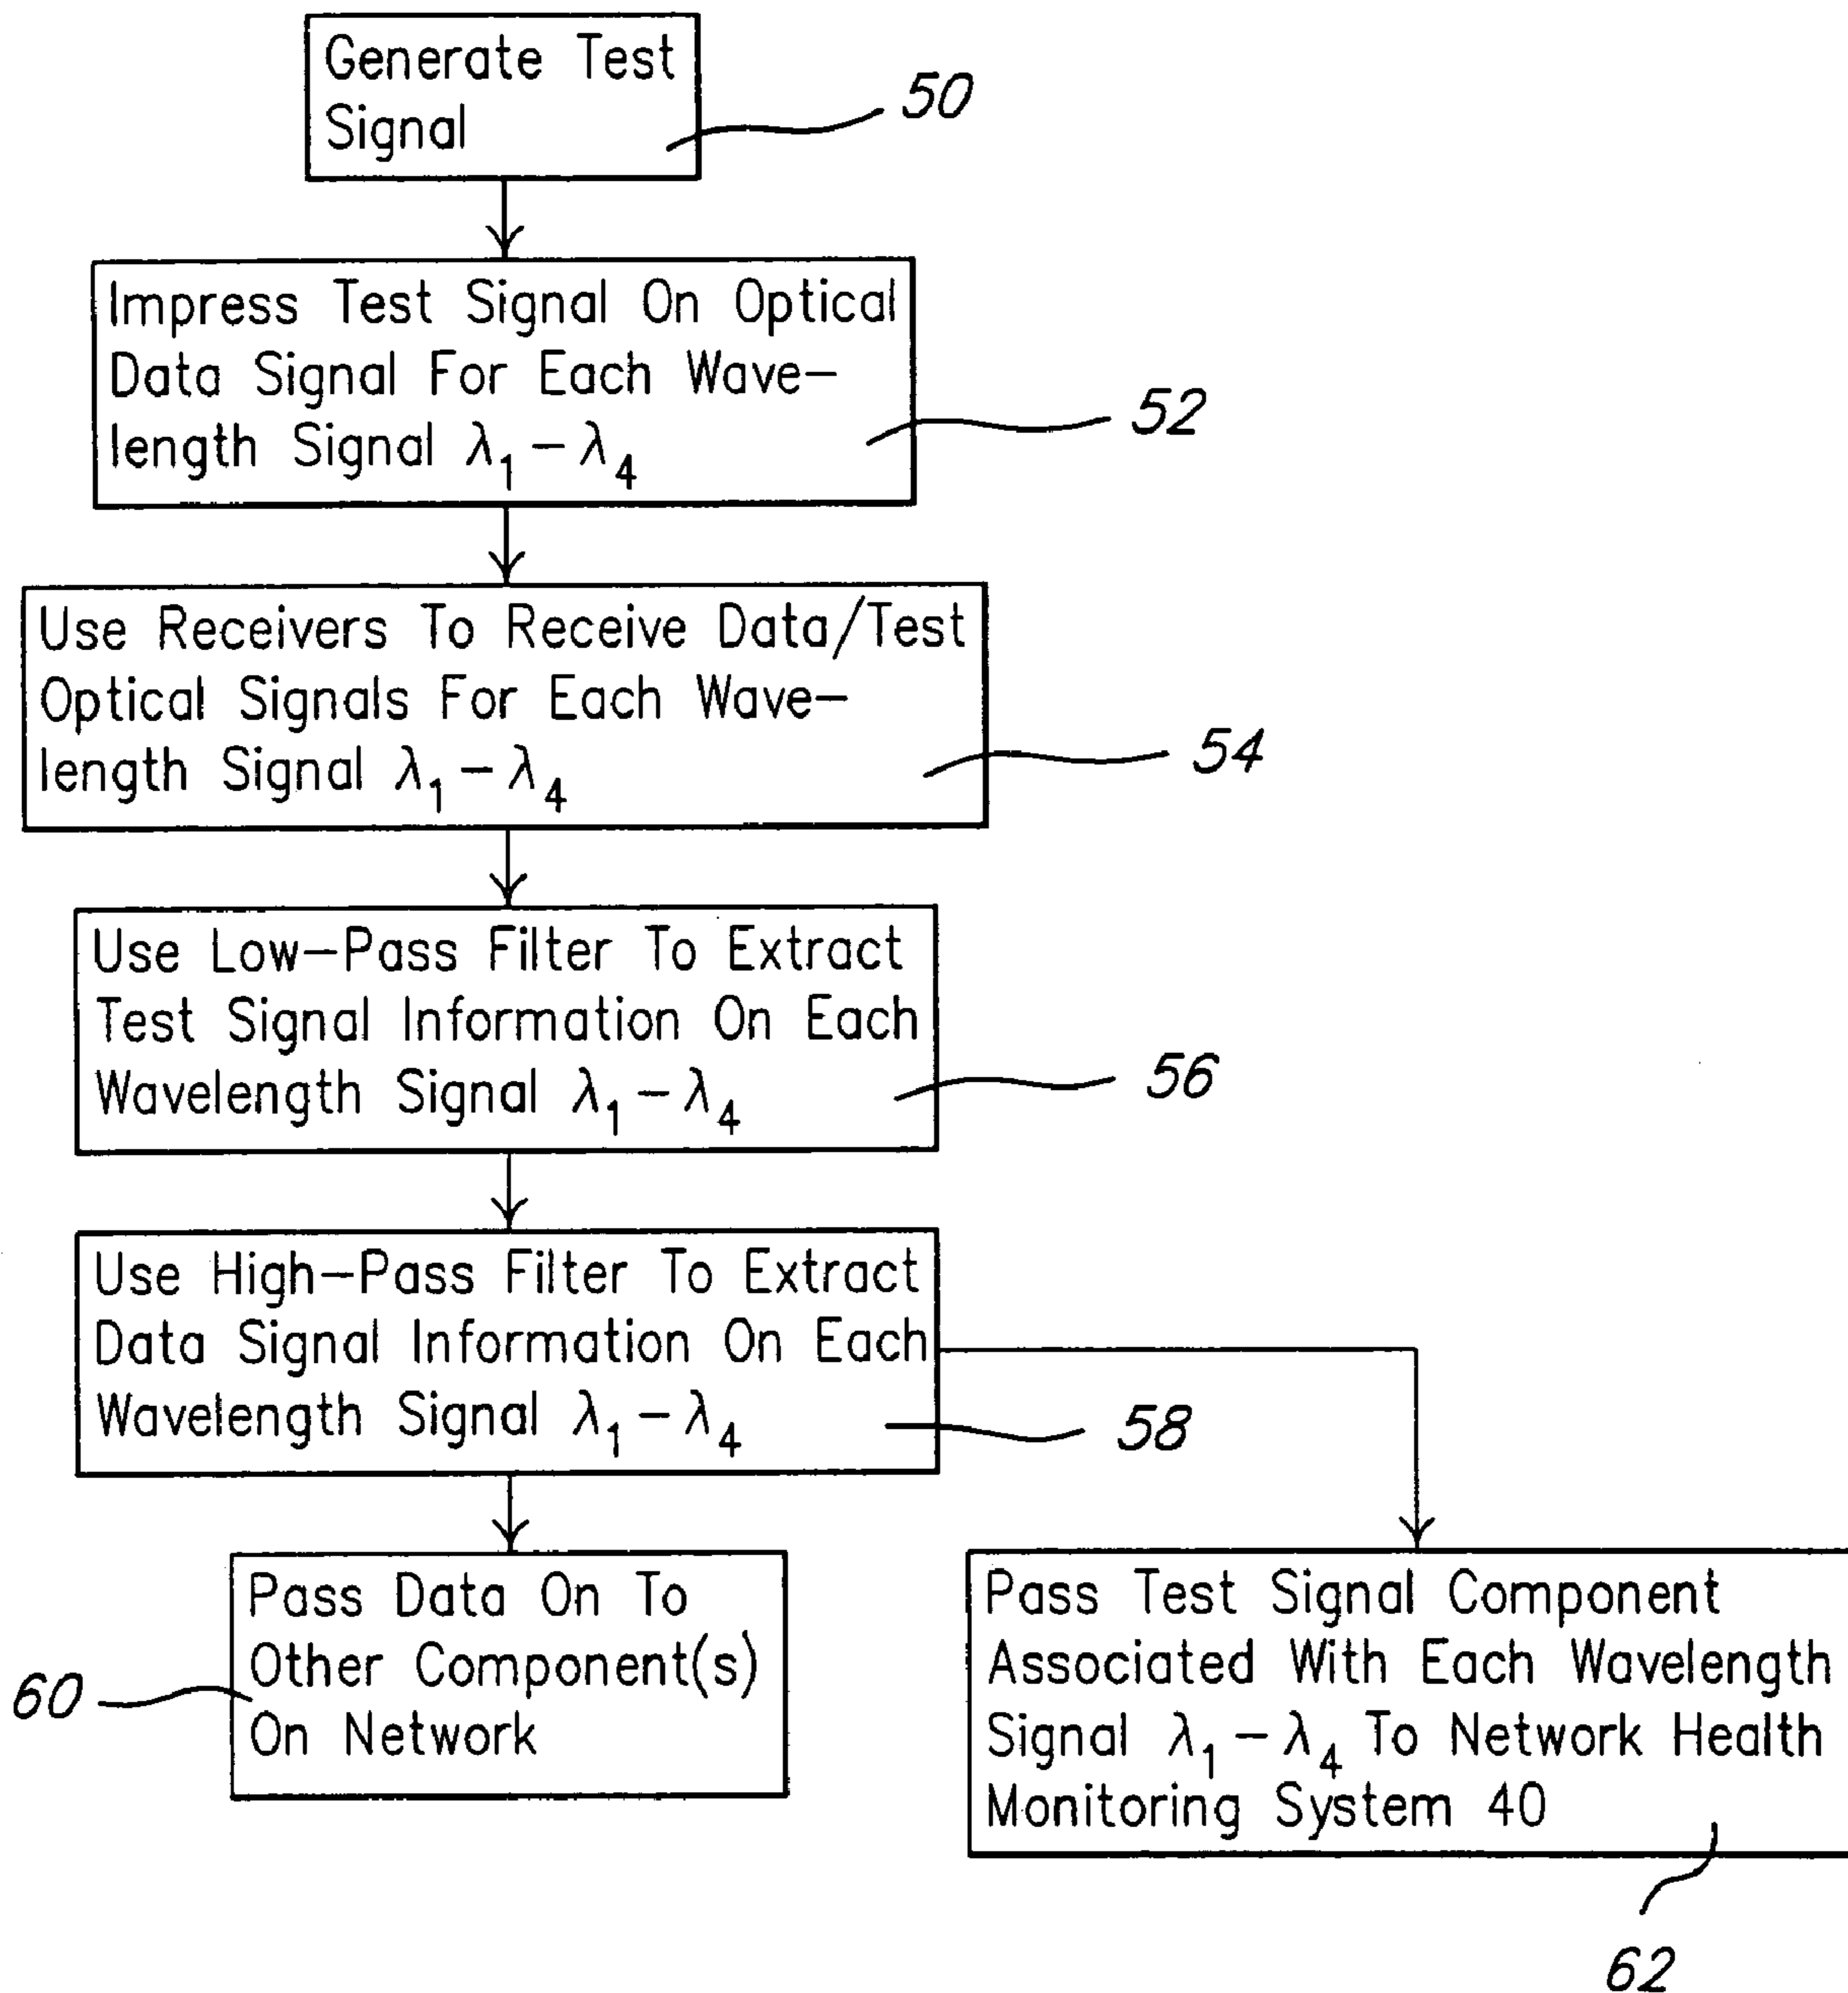 Generate Test
Signal
50
Impress Test Signal On Optical
Data Signal For Each Wave-
length Signal λ1 - λ4
52
Use Receivers To Receive Data/Test
Optical Signals For Each Wave-
length Signal λ1 - λ4
54
Use Low-Pass Filter To Extract
Test Signal Information On Each
Wavelength Signal λ1 - λ4
56
Use High-Pass Filter To Extract
Data Signal Information On Each
Wavelength Signal λ1 - λ4
58
Pass Data On To
Other Component(s)
On Network
60
Pass Test Signal Component
Associated With Each Wavelength
Signal λ1 - λ4 To Network Health
Monitoring System 40
62